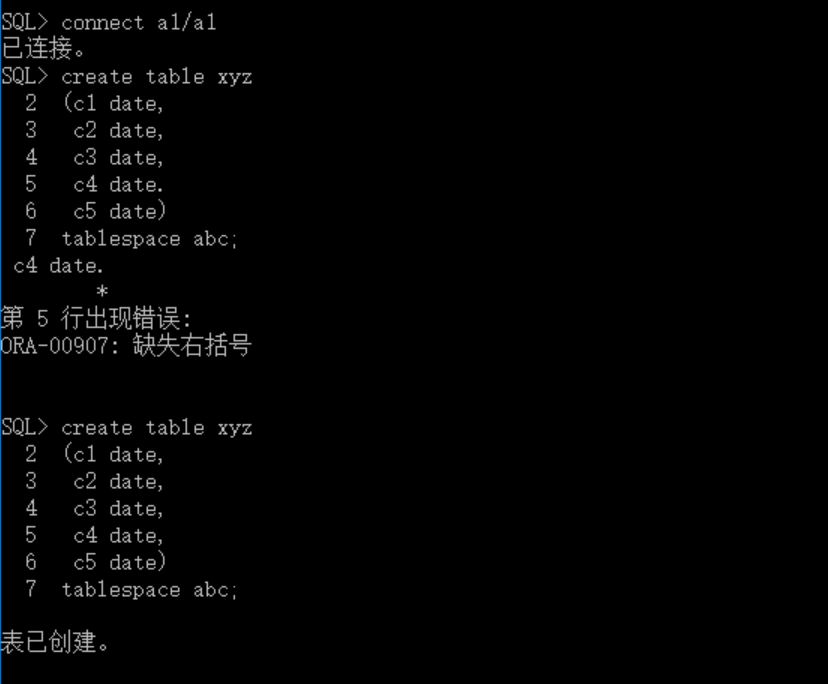 SQL> connect a1/a1
已连接。
SQL> create table xyz
2 (c1 date,
3 c2 date,
4 c3 date,
5 c4 date.
6 c5 date)
7 tablespace abc;
c4 date.
*
第 5 行出现错误:
ORA-00907: 缺失右括号
SQL> create table xyz
2 (c1 date,
3 c2 date,
4 c3 date,
5 c4 date,
6 c5 date)
7 tablespace abc;
表已创建。